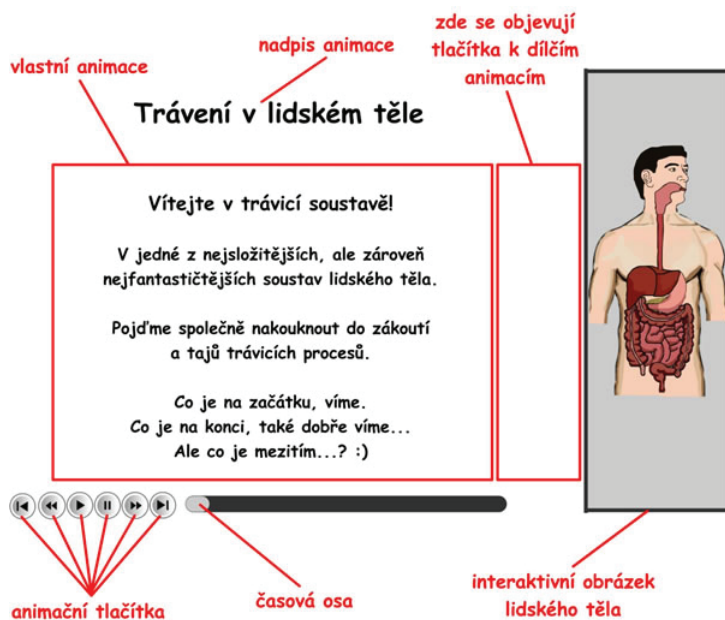 zde se objevují
tlačítka k dílčím
animacím
nadpis animace
vlastní animace
Trávení v lidském těle
Vítejte v trávicí soustavě!
V jedné z nejsložitějších, ale zároveň
nejfantastičtějších soustav lidského těla.
Pojďme společně nakouknout do zákoutí
a tajů trávicích procesů.
Co je na začátku, víme.
Co je na konci, také dobře víme...
Ale co je mezitím...? :)
animační tlačítka
časová osa
interaktivní obrázek
lidského těla